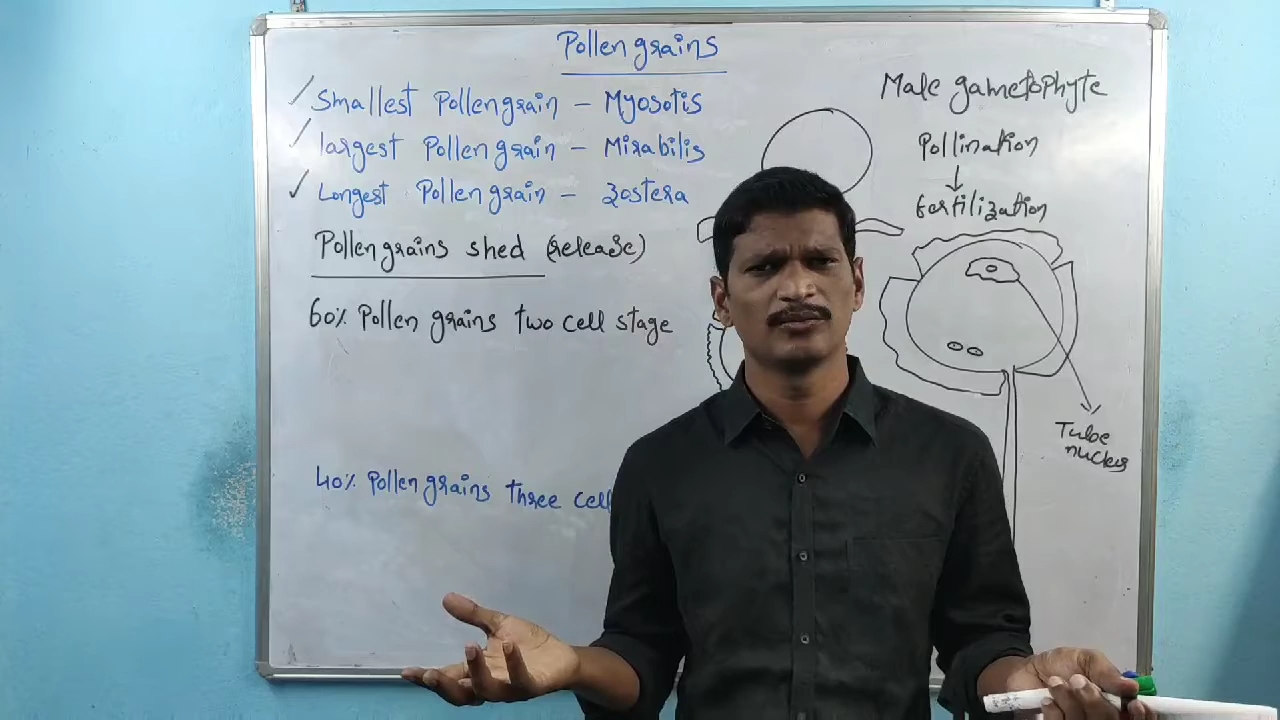 Pollengrains
Smallest Pollengrain – Myosotis
largest Pollengrain – Mirabilis
Longest Pollengrain – Zostera
Pollengrains shed (release)
60% Pollen grains two cell stage
40% Pollen grains three cell
Male gametophyte
Pollination
fertilization
Tube
nucleus